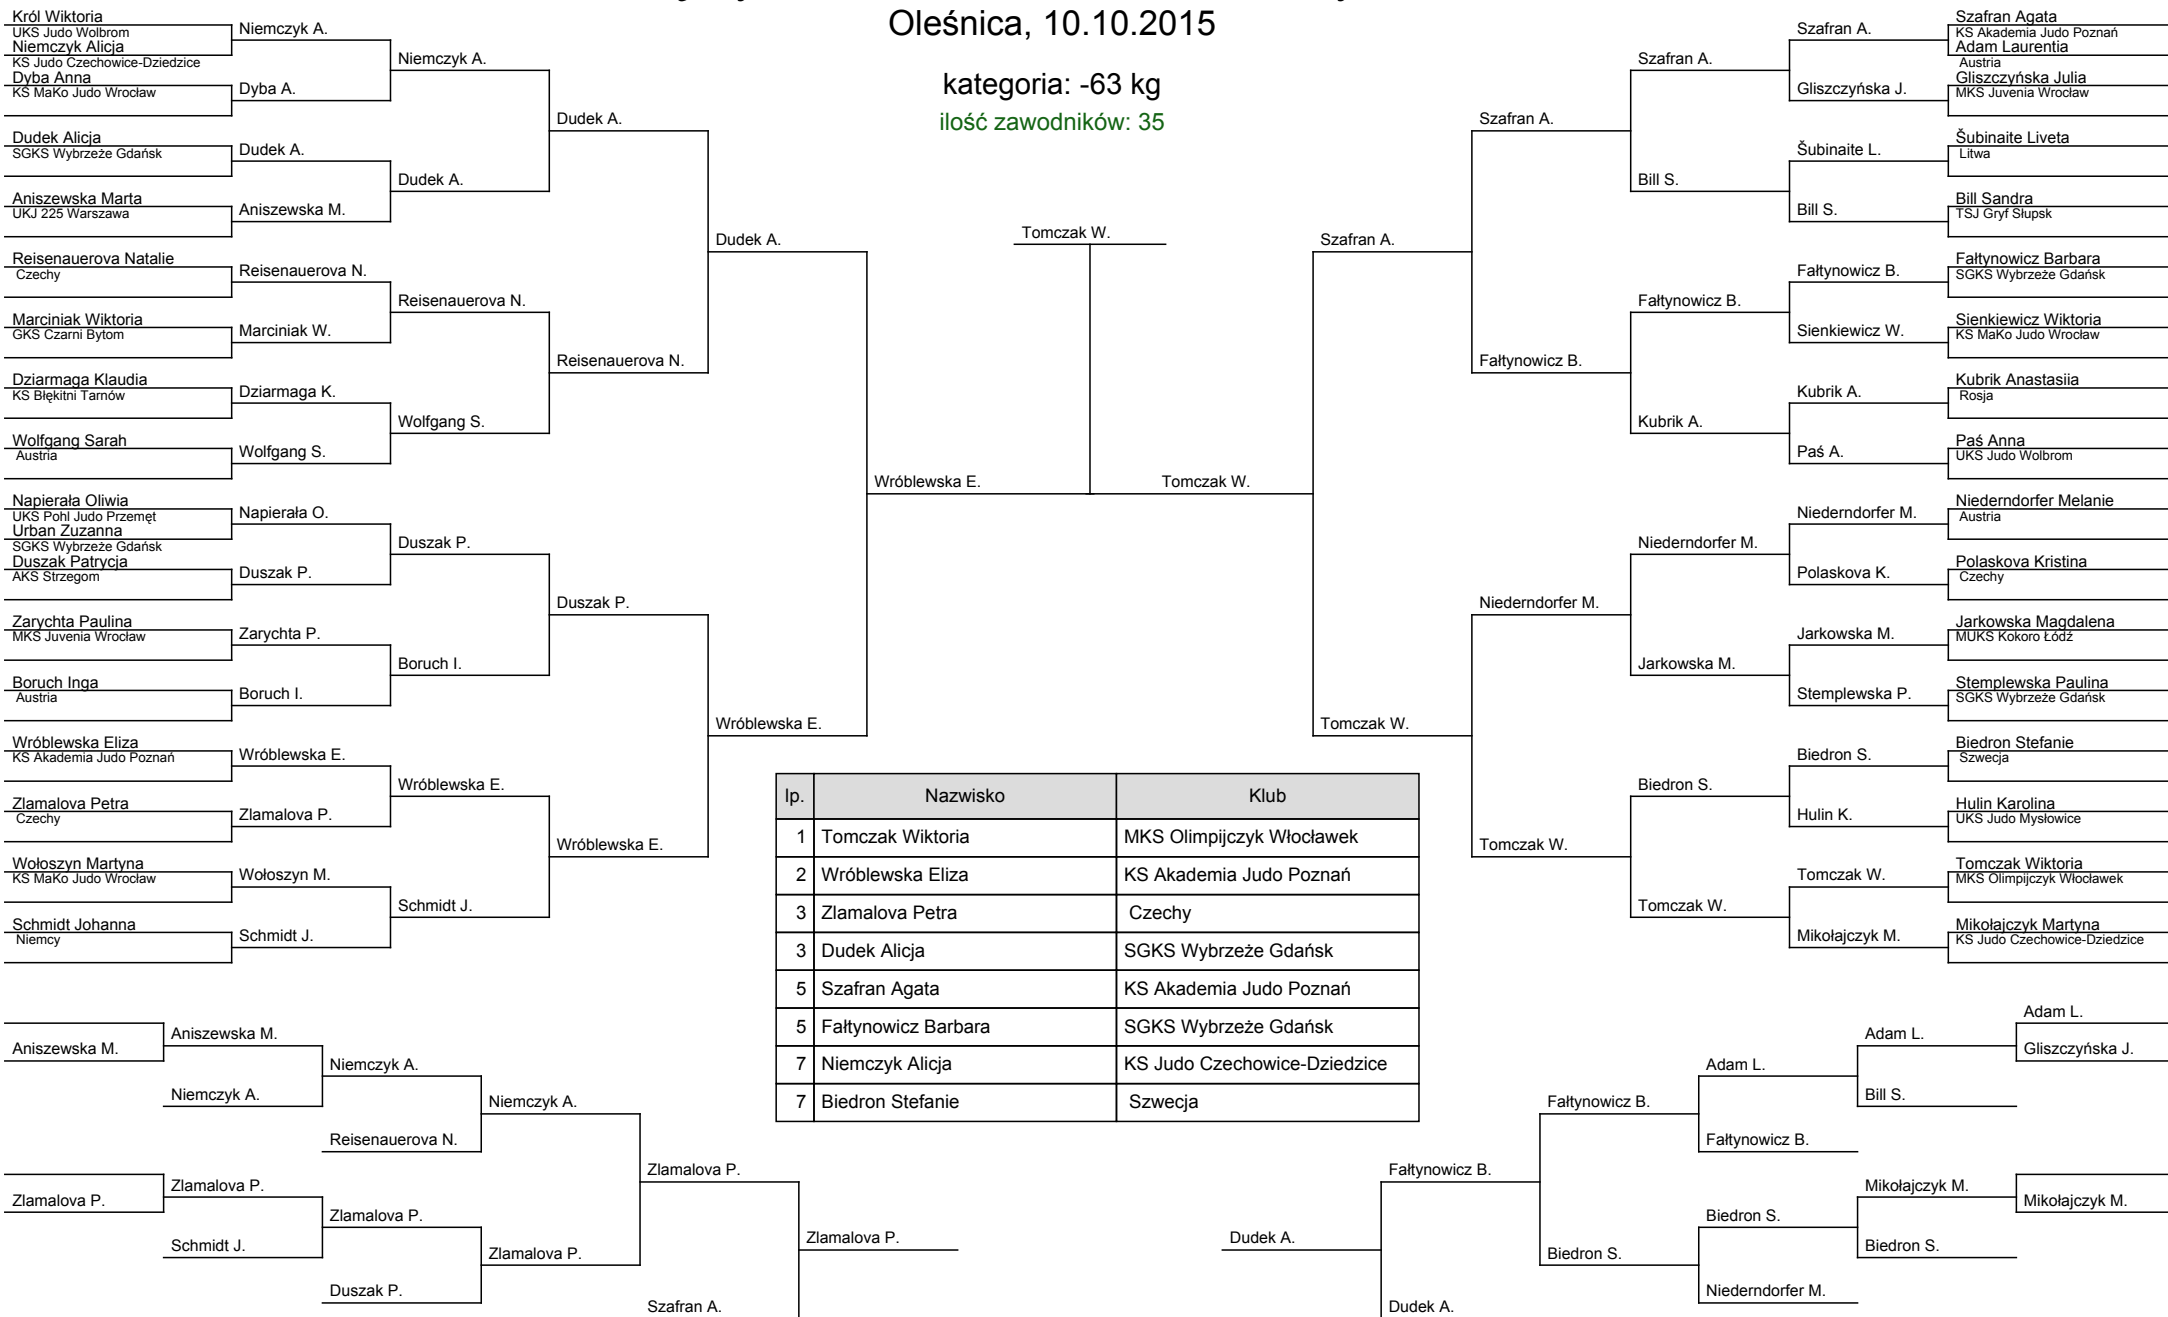 Oleśnica, 10.10.2015
kategoria: -63 kg
ilość zawodników: 35
Król Wiktoria
UKS Judo Wolbrom
Niemczyk Alicja
KS Judo Czechowice-Dziedzice
Dyba Anna
KS MaKo Judo Wrocław
Dudek Alicja
SGKS Wybrzeże Gdańsk
Aniszewska Marta
UKJ 225 Warszawa
Reisenauerova Natalie
Czechy
Marciniak Wiktoria
GKS Czarni Bytom
Dziarmaga Klaudia
KS Błękitni Tarnów
Wolfgang Sarah
Austria
Napierała Oliwia
UKS Pohl Judo Przemęt
Urban Zuzanna
SGKS Wybrzeże Gdańsk
Duszak Patrycja
AKS Strzegom
Zarychta Paulina
MKS Juvenia Wrocław
Boruch Inga
Austria
Wróblewska Eliza
KS Akademia Judo Poznań
Zlamalova Petra
Czechy
Wołoszyn Martyna
KS MaKo Judo Wrocław
Schmidt Johanna
Niemcy
Niemczyk A.
Dyba A.
Dudek A.
Aniszewska M.
Reisenauerova N.
Marciniak W.
Dziarmaga K.
Wolfgang S.
Napierała O.
Duszak P.
Zarychta P.
Boruch I.
Wróblewska E.
Zlamalova P.
Wołoszyn M.
Schmidt J.
Niemczyk A.
Dudek A.
Reisenauerova N.
Wolfgang S.
Duszak P.
Boruch I.
Wróblewska E.
Schmidt J.
Dudek A.
Reisenauerova N.
Duszak P.
Wróblewska E.
Dudek A.
Wróblewska E.
Wróblewska E.
Tomczak W.
Tomczak W.
Szafran A.
Tomczak W.
Szafran A.
Fałtynowicz B.
Niederndorfer M.
Tomczak W.
Szafran A.
Bill S.
Fałtynowicz B.
Kubrik A.
Niederndorfer M.
Jarkowska M.
Biedron S.
Tomczak W.
Szafran A.
Gliszczyńska J.
Šubinaite L.
Bill S.
Fałtynowicz B.
Sienkiewicz W.
Kubrik A.
Paś A.
Niederndorfer M.
Polaskova K.
Jarkowska M.
Stemplewska P.
Biedron S.
Hulin K.
Tomczak W.
Mikołajczyk M.
Szafran Agata
KS Akademia Judo Poznań
Adam Laurentia
Austria
Gliszczyńska Julia
MKS Juvenia Wrocław
Šubinaite Liveta
Litwa
Bill Sandra
TSJ Gryf Słupsk
Fałtynowicz Barbara
SGKS Wybrzeże Gdańsk
Sienkiewicz Wiktoria
KS MaKo Judo Wrocław
Kubrik Anastasiia
Rosja
Paś Anna
UKS Judo Wolbrom
Niederndorfer Melanie
Austria
Polaskova Kristina
Czechy
Jarkowska Magdalena
MUKS Kokoro Łódź
Stemplewska Paulina
SGKS Wybrzeże Gdańsk
Biedron Stefanie
Szwecja
Hulin Karolina
UKS Judo Mysłowice
Tomczak Wiktoria
MKS Olimpijczyk Włocławek
Mikołajczyk Martyna
KS Judo Czechowice-Dziedzice
lp. Nazwisko Klub
1 Tomczak Wiktoria MKS Olimpijczyk Włocławek
2 Wróblewska Eliza KS Akademia Judo Poznań
3 Zlamalova Petra Czechy
3 Dudek Alicja SGKS Wybrzeże Gdańsk
5 Szafran Agata KS Akademia Judo Poznań
5 Fałtynowicz Barbara SGKS Wybrzeże Gdańsk
7 Niemczyk Alicja KS Judo Czechowice-Dziedzice
7 Biedron Stefanie Szwecja
Aniszewska M.
Zlamalova P.
Aniszewska M.
Niemczyk A.
Zlamalova P.
Schmidt J.
Niemczyk A.
Reisenauerova N.
Zlamalova P.
Duszak P.
Niemczyk A.
Zlamalova P.
Zlamalova P.
Szafran A.
Zlamalova P.
Dudek A.
Fałtynowicz B.
Dudek A.
Fałtynowicz B.
Biedron S.
Adam L.
Fałtynowicz B.
Biedron S.
Niederndorfer M.
Adam L.
Bill S.
Mikołajczyk M.
Biedron S.
Adam L.
Gliszczyńska J.
Mikołajczyk M.